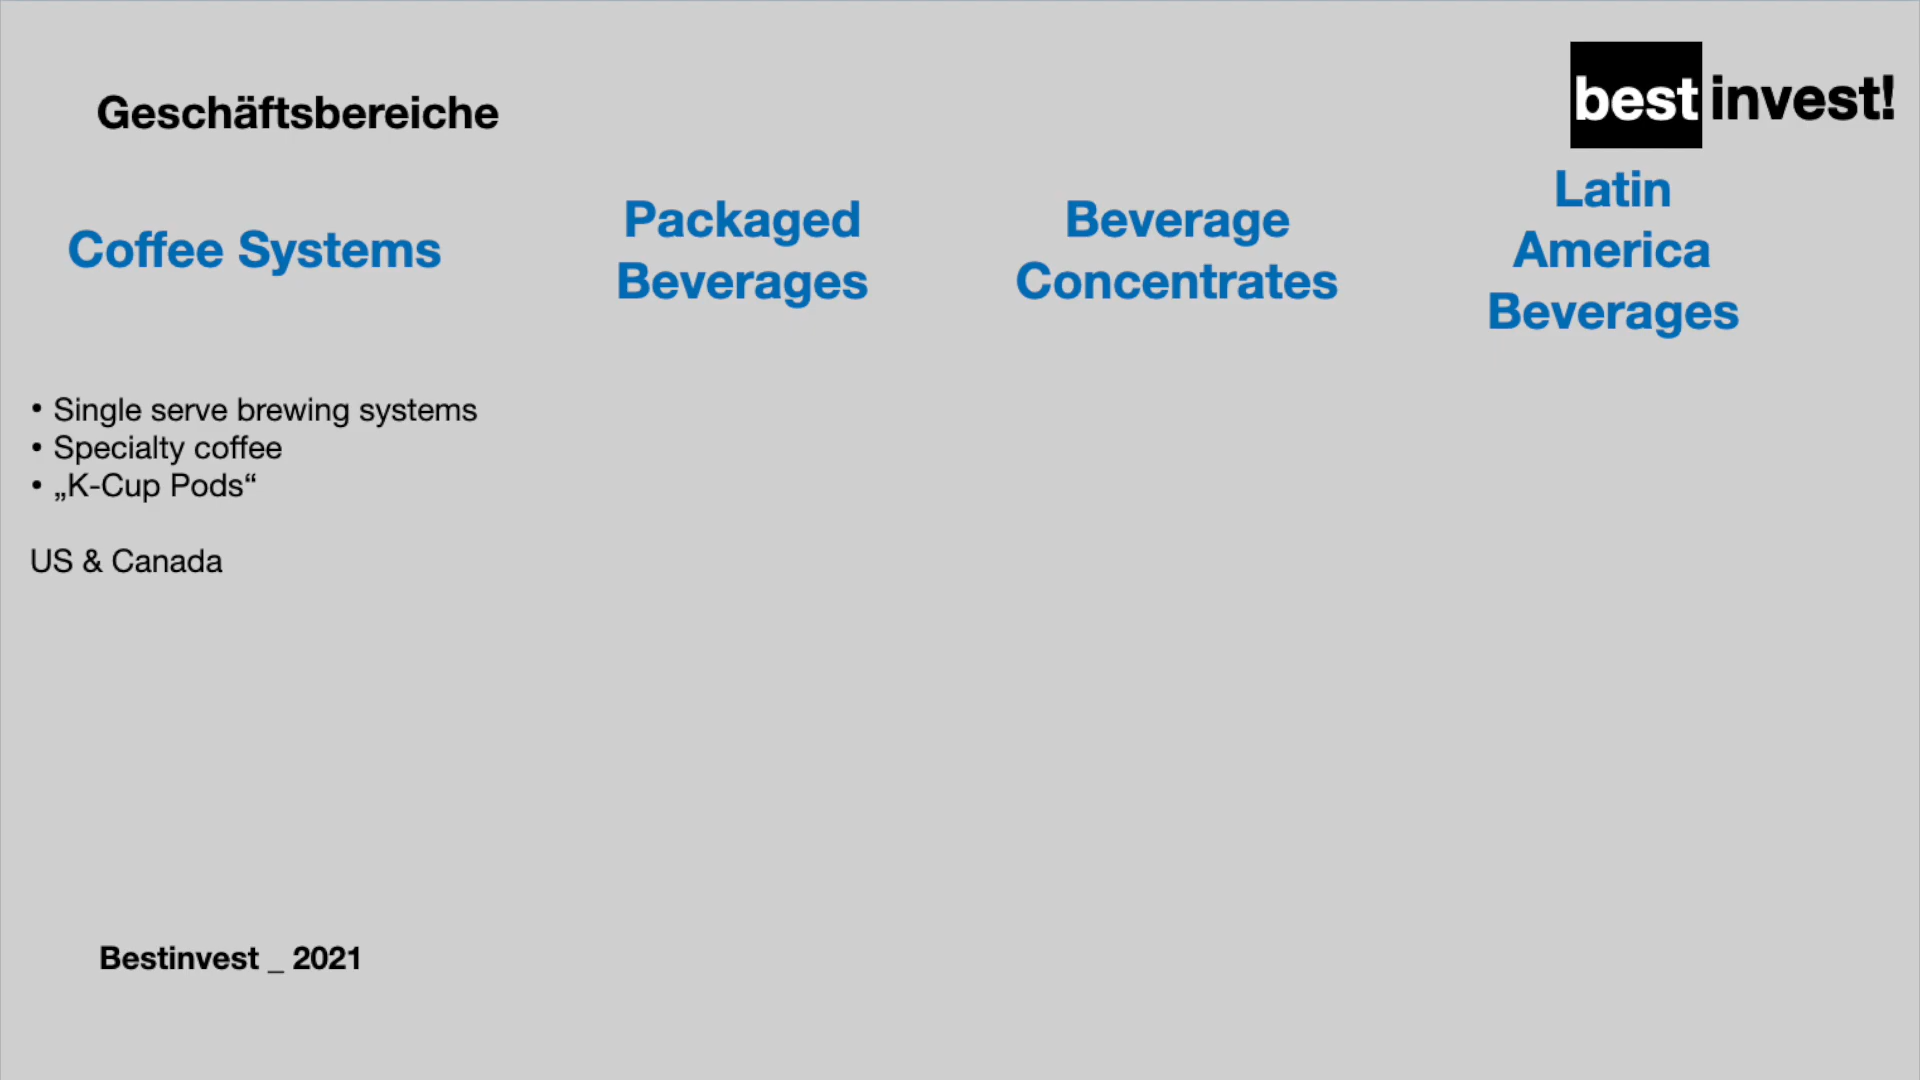 Geschäftsbereiche
best invest!
Coffee Systems
Packaged
Beverages
Beverage
Concentrates
Latin
America
Beverages
• Single serve brewing systems
• Specialty coffee
• „K-Cup Pods“
US & Canada
Bestinvest _ 2021